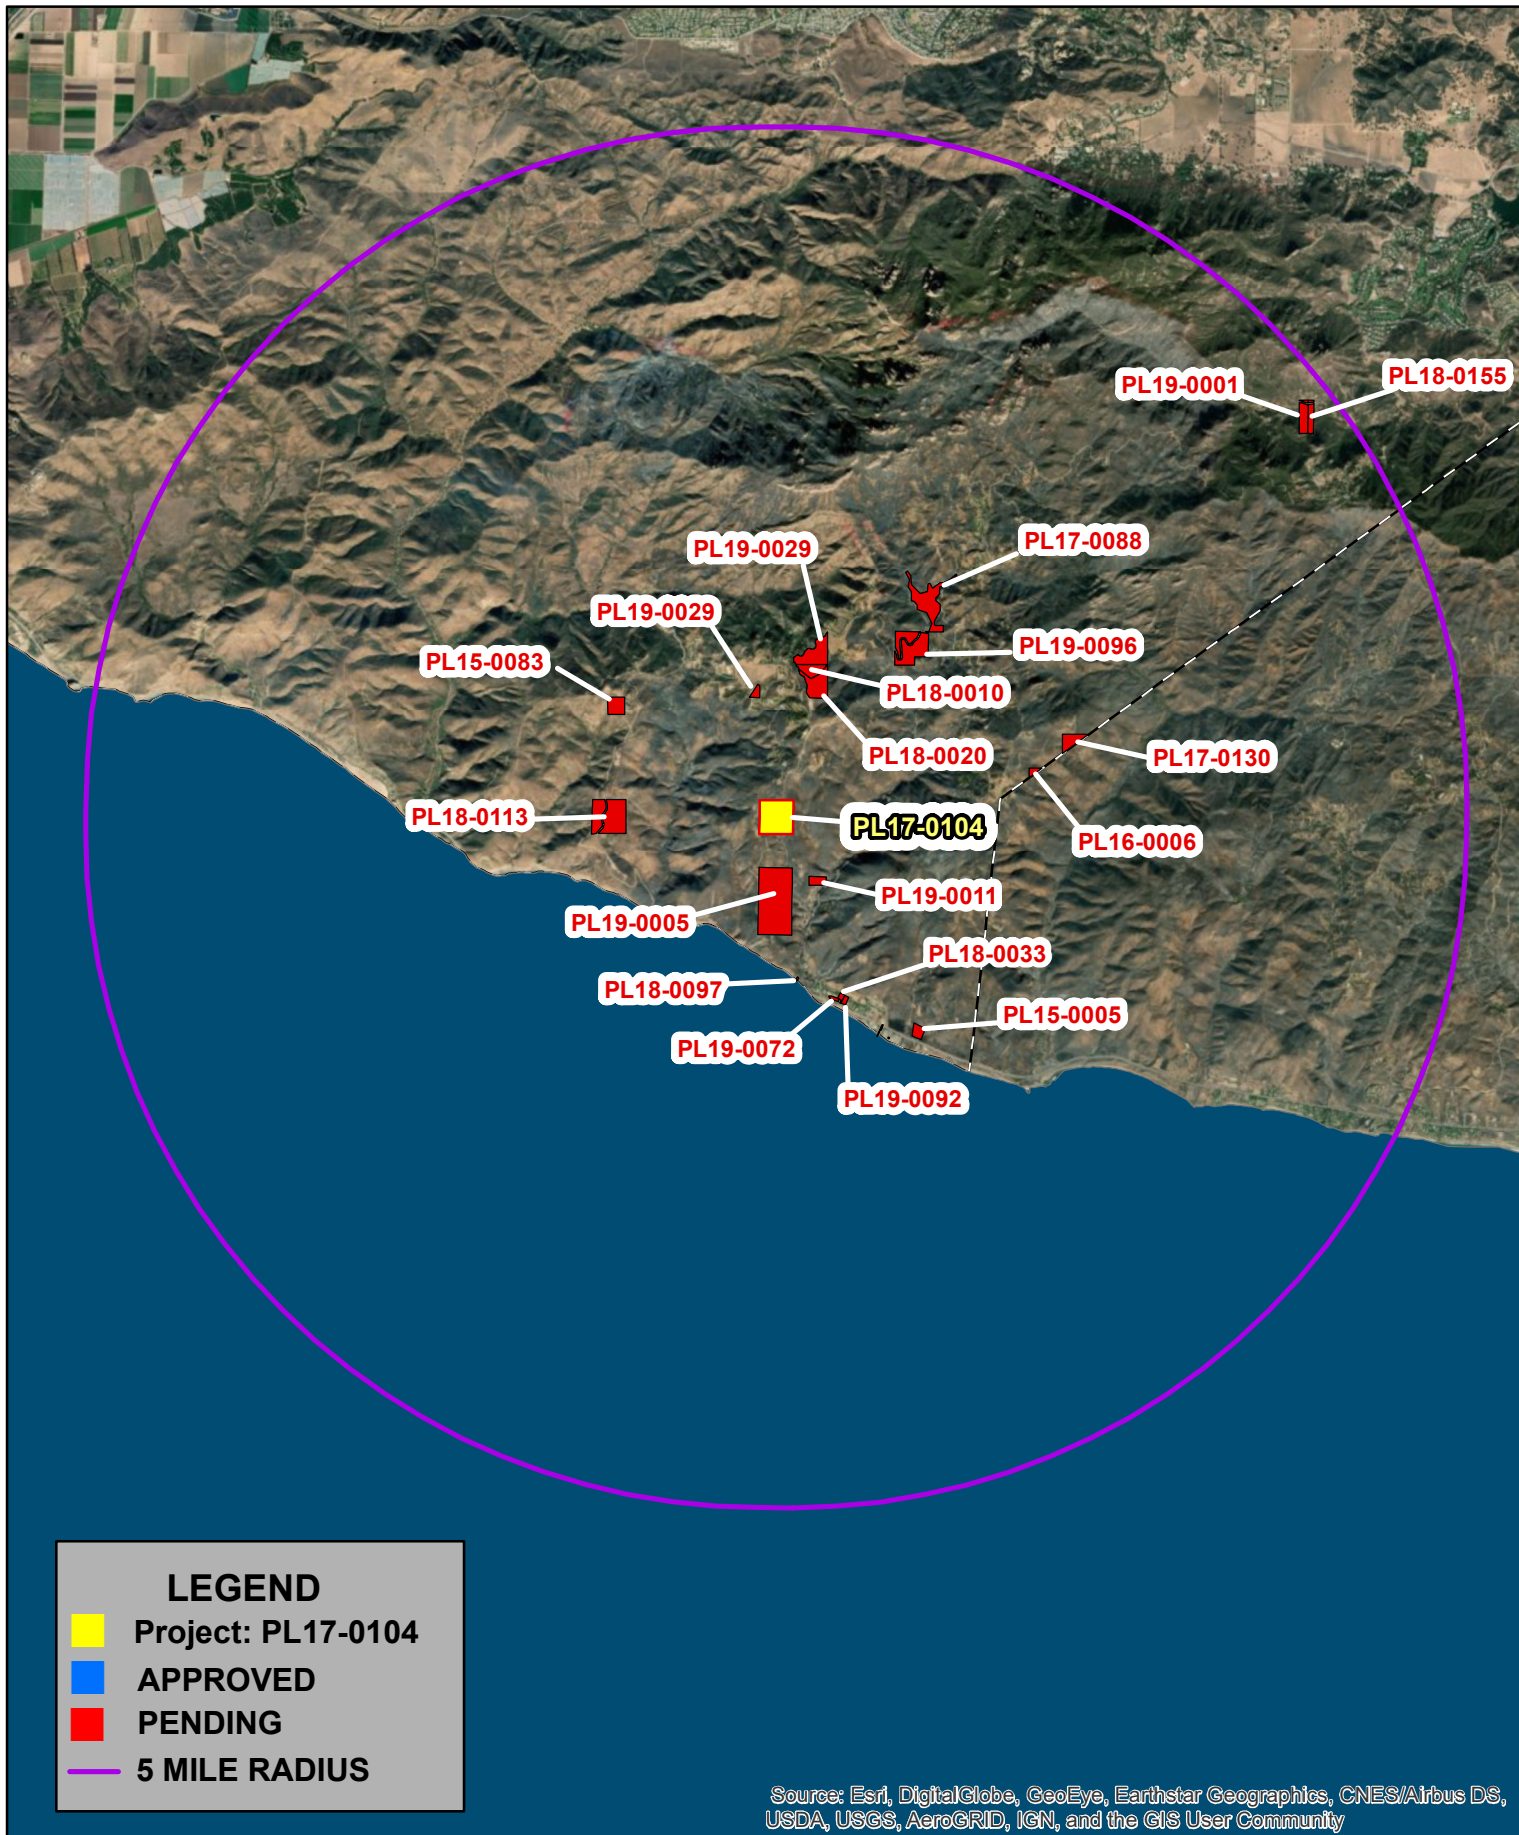 PL18-0155
PL19-0001
PL17-0088
PL19-0029
PL19-0029
PL19-0096
PL15-0083
PL18-0010
PL18-0020
PL17-0130
PL18-0113
PL17-0104
PL16-0006
PL19-0011
PL19-0005
PL18-0033
PL18-0097
PL15-0005
PL19-0072
PL19-0092
LEGEND
Project: PL17-0104
APPROVED
PENDING
5 MILE RADIUS
Source: Esri, DigitalGlobe, GeoEye, Earthstar Geographics, CNES/Airbus DS,
USDA, USGS, AeroGRID, IGN, and the GIS User Community